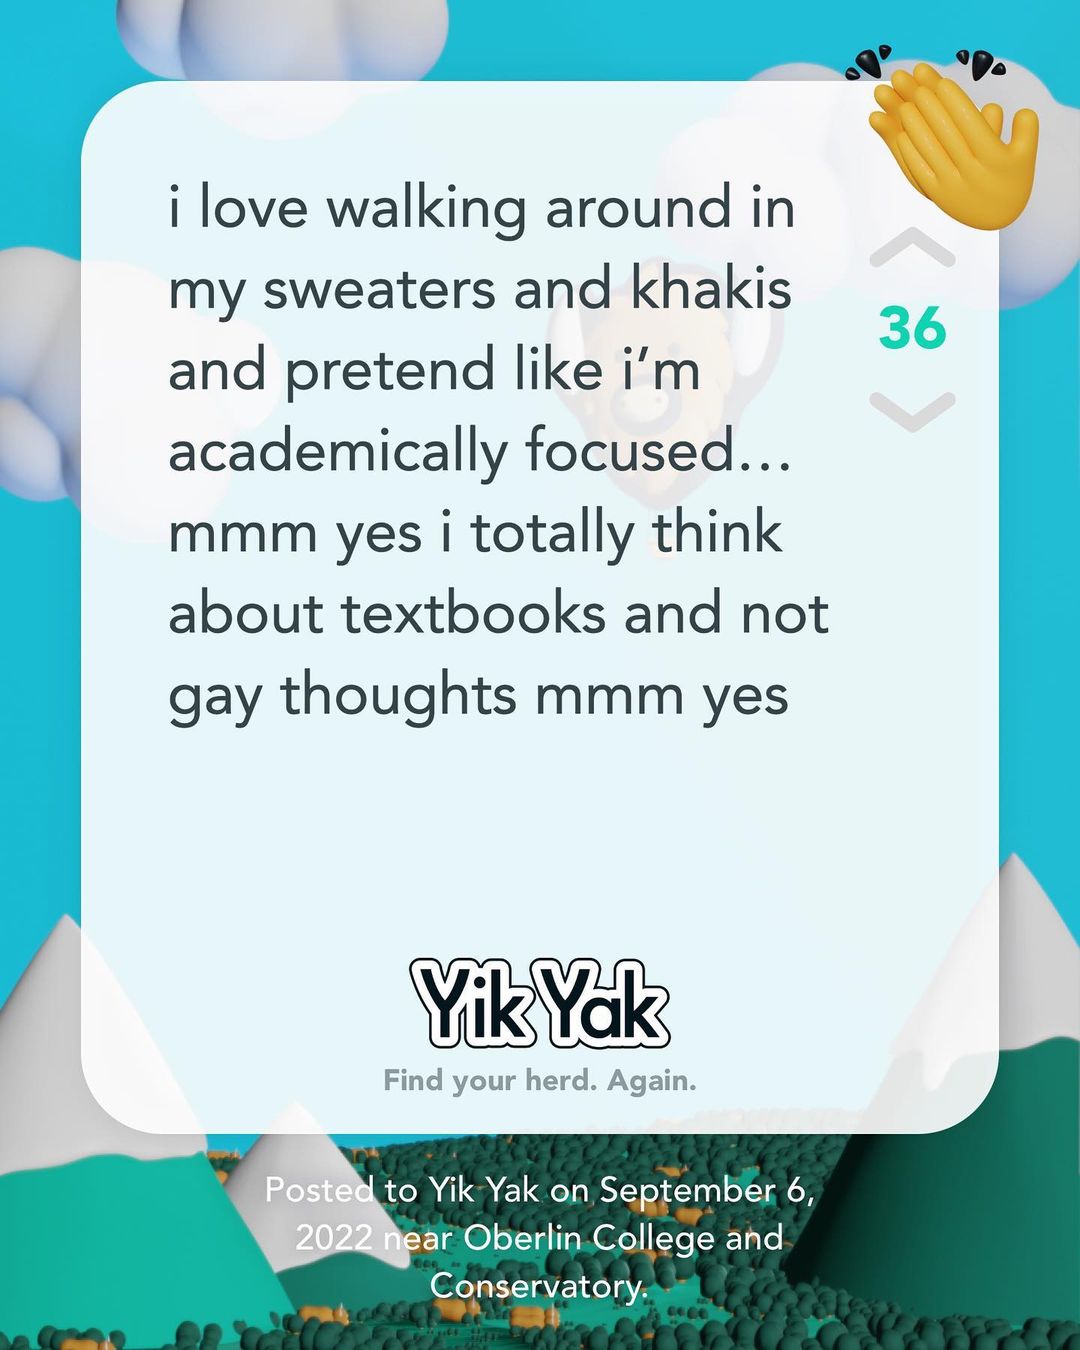 i love walking around in
my sweaters and khakis
and pretend like i’m
academically focused...
mmm yes i totally think
about textbooks and not
gay thoughts mmm yes
36
Yik Yak
Find your herd. Again.
Posted to Yik Yak on September 6,
2022 near Oberlin College and
Conservatory.